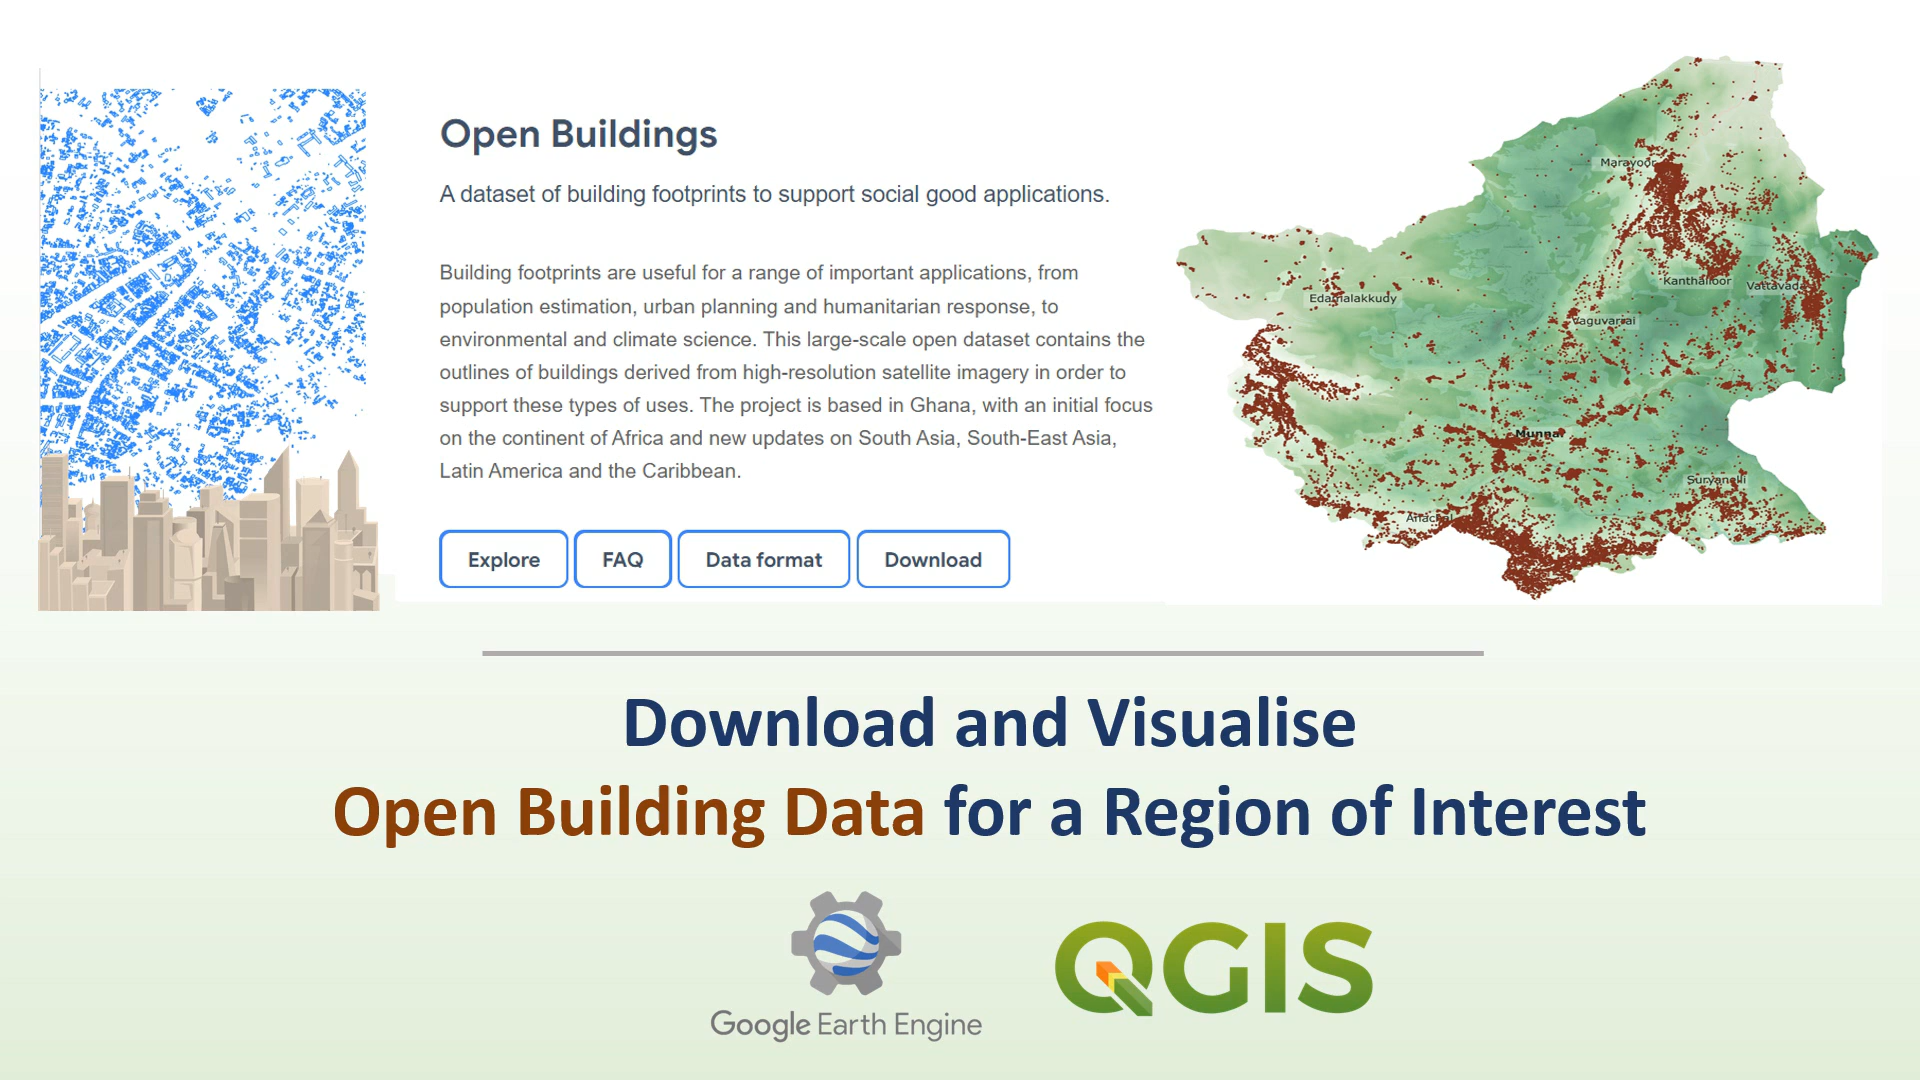 Open Buildings
A dataset of building footprints to support social good applications.
Building footprints are useful for a range of important applications, from
population estimation, urban planning and humanitarian response, to
environmental and climate science. This large-scale open dataset contains the
outlines of buildings derived from high-resolution satellite imagery in order to
support these types of uses. The project is based in Ghana, with an initial focus
on the continent of Africa and new updates on South Asia, South-East Asia,
Latin America and the Caribbean.
Explore
FAQ
Data format
Download
Marayoor
Kanthalloor
Vattavada
Edamalakkudy
Vaguvarrai
Munnar
Suryanelli
Anachal
Download and Visualise
Open Building Data for a Region of Interest
Google Earth Engine
QGIS